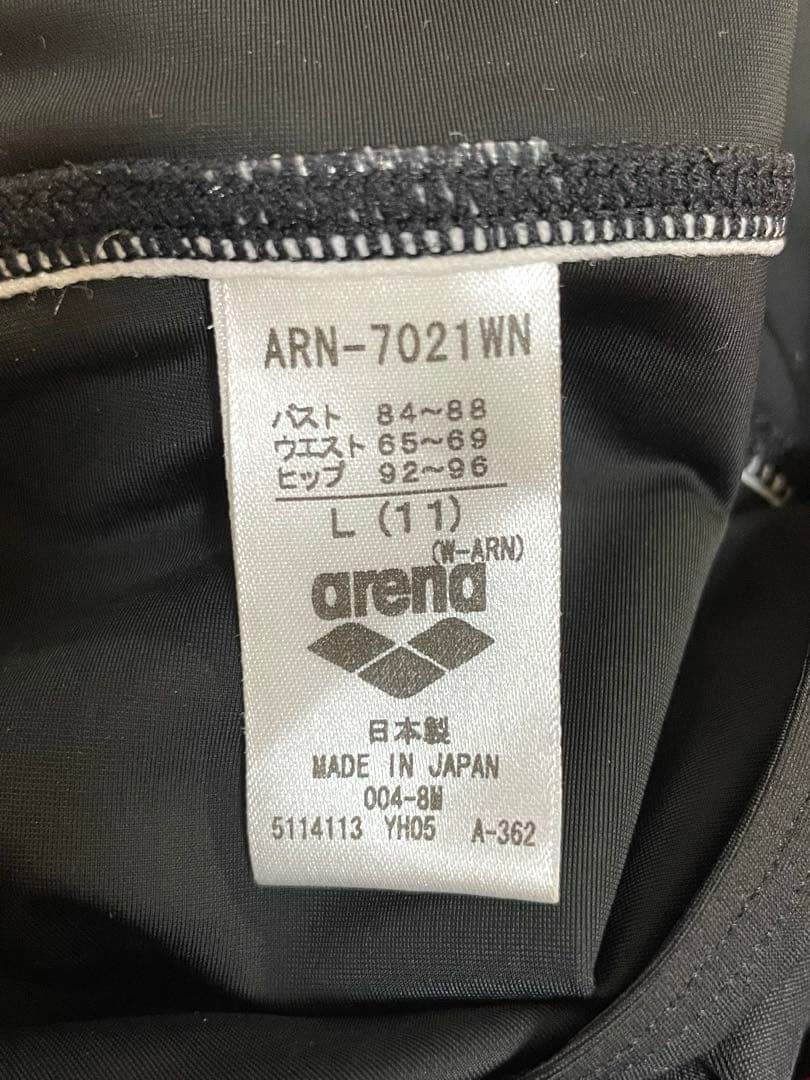 ARN-7021WN
バスト 84～88
ウエスト 65～69
ヒップ 92～96
L (11)
(W-ARN)
arena
日本製
MADE IN JAPAN
004-8M
5114113 YH05 A-362